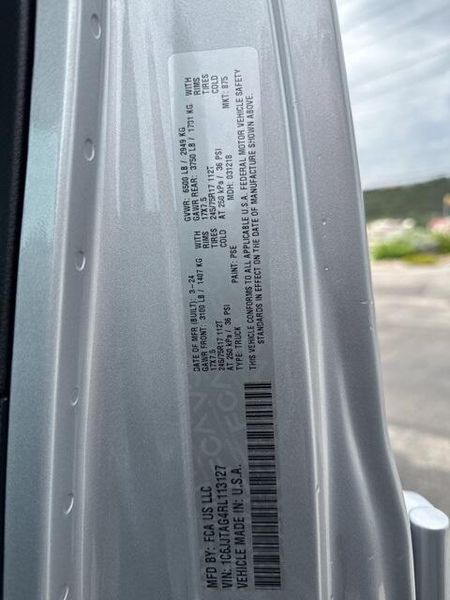 MFD BY: FCA US LLC
VIN: 1C6JJTAG4RL113127
VEHICLE MADE IN: U.S.A.
DATE OF MFR (BUILT): 3-24
GVWR: 6500 LB / 2949 KG
GAWR FRONT: 3100 LB / 1407 KG WITH
17X7.5 RIMS
245/75R17 112T TIRES
AT 250 kPa / 36 PSI COLD
GAWR REAR: 3750 LB / 1701 KG WITH
17X7.5 RIMS
245/75R17 112T TIRES
AT 250 kPa / 36 PSI COLD
TYPE: TRUCK PAINT: PSE MDH: 031218 MKT: B75
THIS VEHICLE CONFORMS TO ALL APPLICABLE U.S.A. FEDERAL MOTOR VEHICLE SAFETY
STANDARDS IN EFFECT ON THE DATE OF MANUFACTURE SHOWN ABOVE.